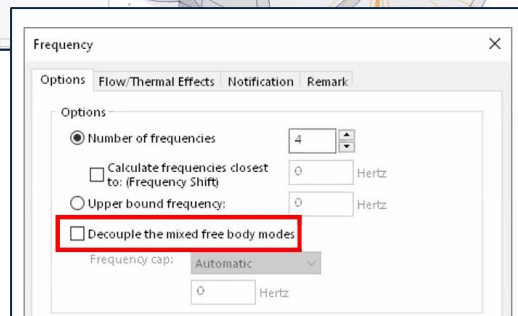 Frequency
Options Flow/Thermal Effects Notification Remark
Options
Number of frequencies 4
Calculate frequencies closest
to: (Frequency Shift) 0 Hertz
Upper bound frequency: 0 Hertz
Decouple the mixed free body modes
Frequency cap: Automatic
0 Hertz